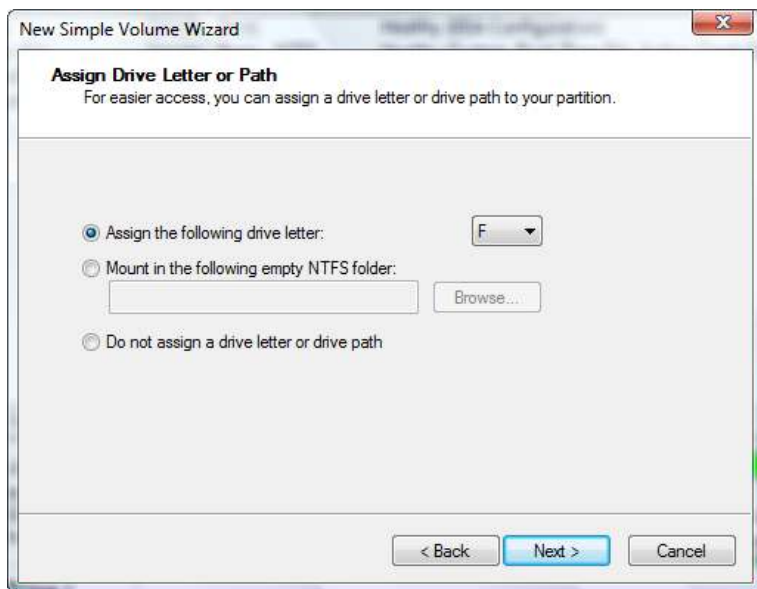 New Simple Volume Wizard
Assign Drive Letter or Path
For easier access, you can assign a drive letter or drive path to your partition.
Assign the following drive letter: F
Mount in the following empty NTFS folder:
Browse...
Do not assign a drive letter or drive path
< Back Next > Cancel